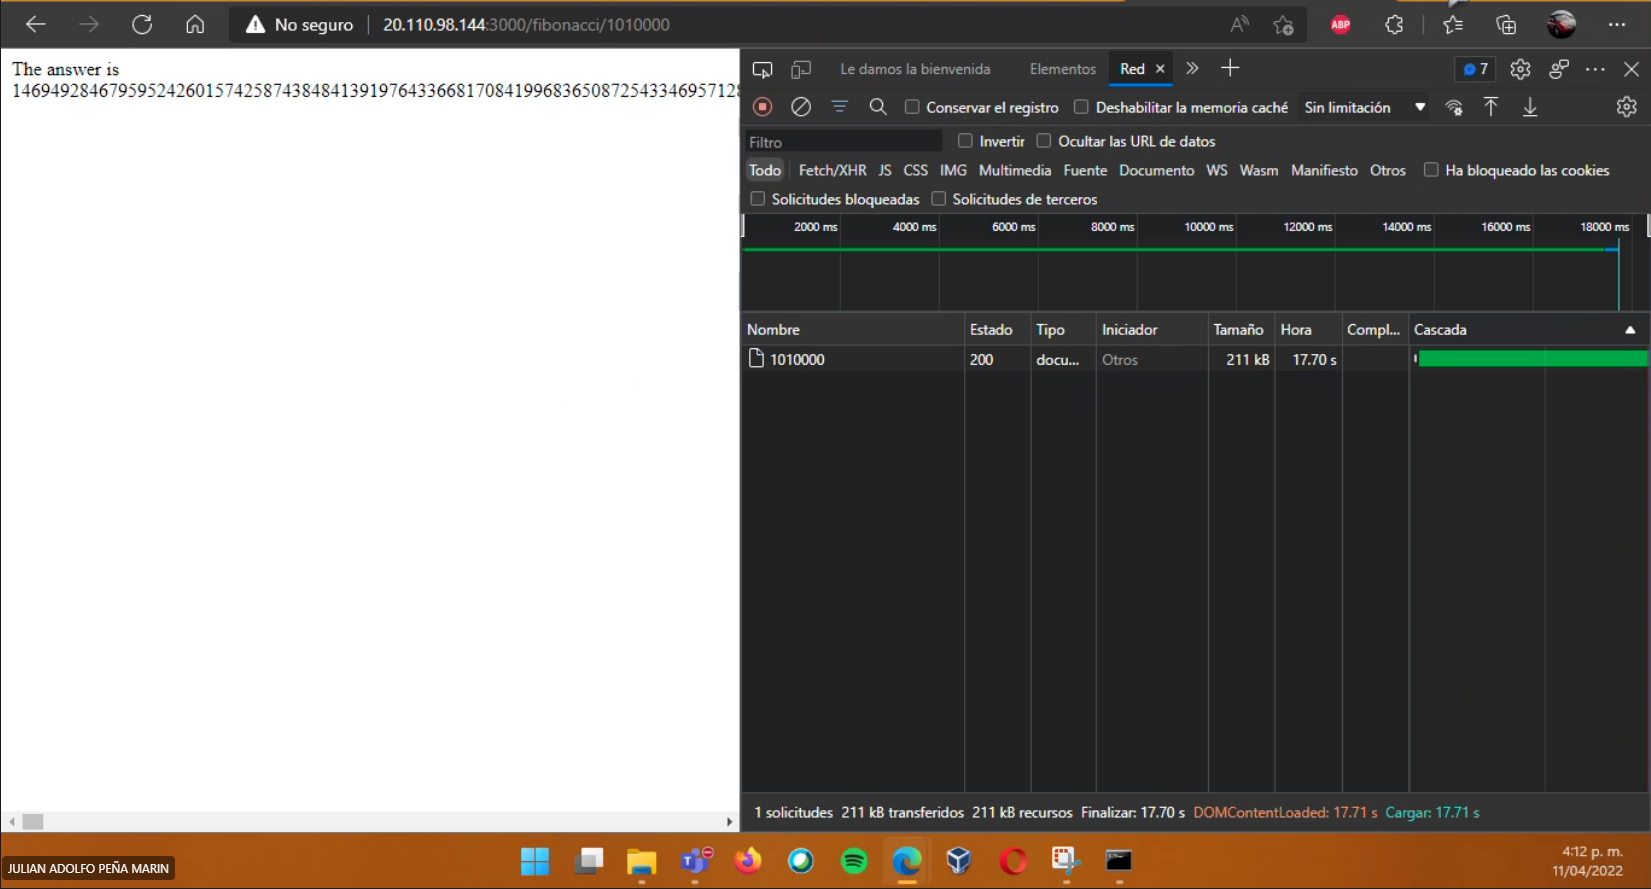 No seguro 20.110.98.144:3000/fibonacci/1010000 ABP
The answer is
Le damos la bienvenida Elementos Red 7
Conservar el registro Deshabilitar la memoria caché Sin limitación
Filtro Invertir Ocultar las URL de datos
Todo Fetch/XHR JS CSS IMG Multimedia Fuente Documento WS Wasm Manifiesto Otros Ha bloqueado las cookies
Solicitudes bloqueadas Solicitudes de terceros
2000 ms 4000 ms 6000 ms 8000 ms 10000 ms 12000 ms 14000 ms 16000 ms 18000 ms
Nombre Estado Tipo Iniciador Tamaño Hora Compl... Cascada
1010000 200 docu... Otros 211 kB 17.70 s
1 solicitudes 211 kB transferidos 211 kB recursos Finalizar: 17.70 s DOMContentLoaded: 17.71 s Cargar: 17.71 s
JULIAN ADOLFO PEÑA MARIN
4:12 p. m.
11/04/2022